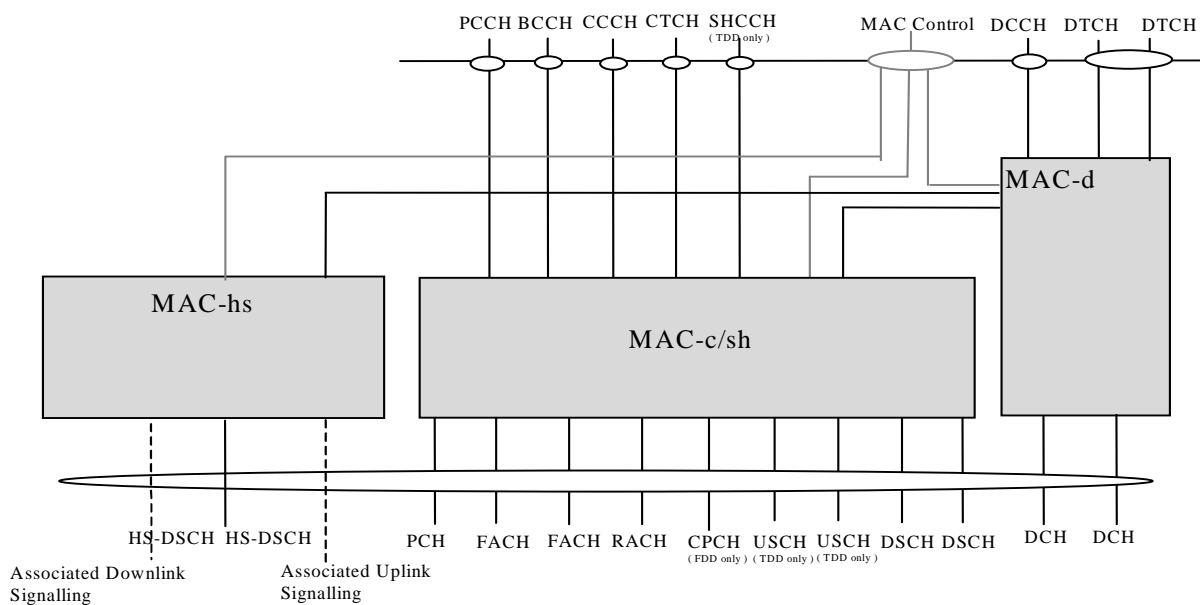 PCCH BCCH CCCH CTCH SHCCH MAC Control DCCH DTCH DTCH
( TDD only )
MAC-d
MAC-hs
MAC-c/sh
HS-DSCH HS-DSCH PCH FACH FACH RACH CPCH USCH USCH DSCH DSCH DCH DCH
( FDD only ) ( TDD only ) ( TDD only )
Associated Downlink
Signalling
Associated Uplink
Signalling